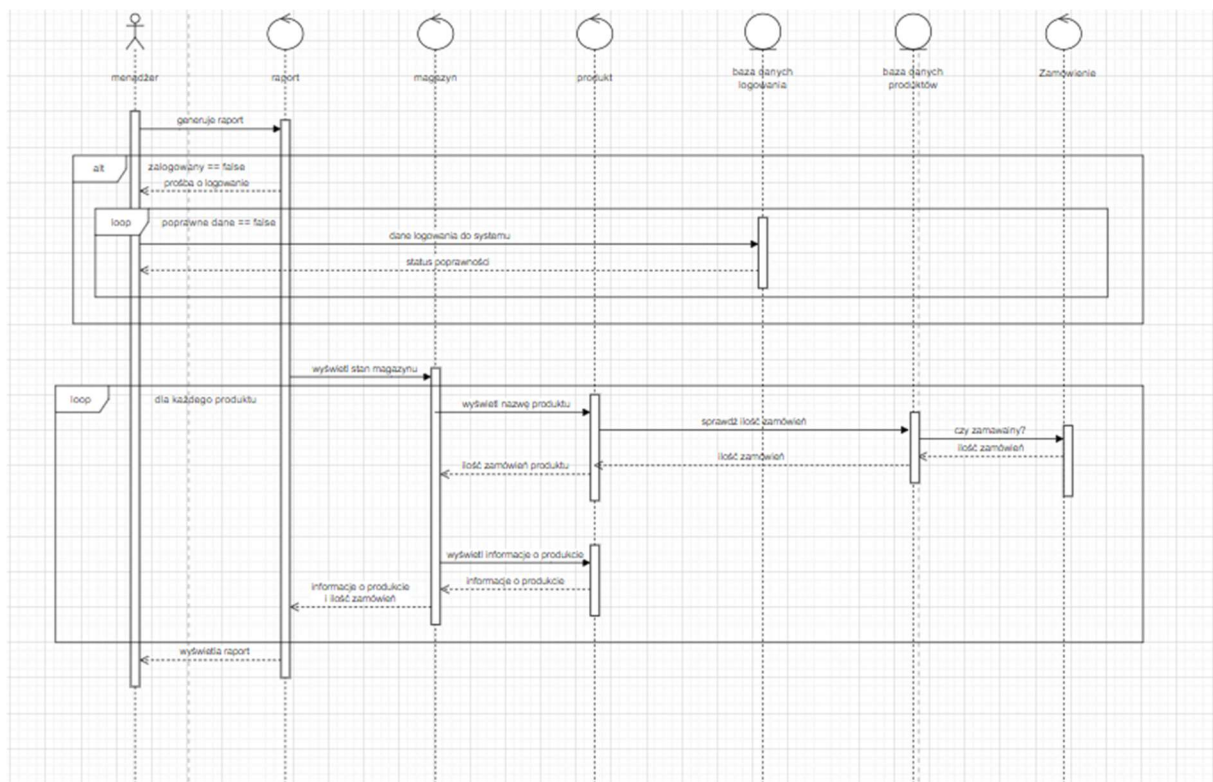 menadżer
raport
magazyn
produkt
baza danych
logowania
baza danych
produktów
Zamówienie
generuje raport
alt
zalogowany == false
prośba o logowanie
loop
poprawne dane == false
dane logowania do systemu
status poprawności
wyświetl stan magazynu
loop
dla każdego produktu
wyświetl nazwę produktu
sprawdź ilość zamówień
czy zamawialny?
ilość zamówień
ilość zamówień
ilość zamówień produktu
wyświetl informacje o produkcie
informacje o produkcie
informacje o produkcie
i ilość zamówień
wyświetla raport